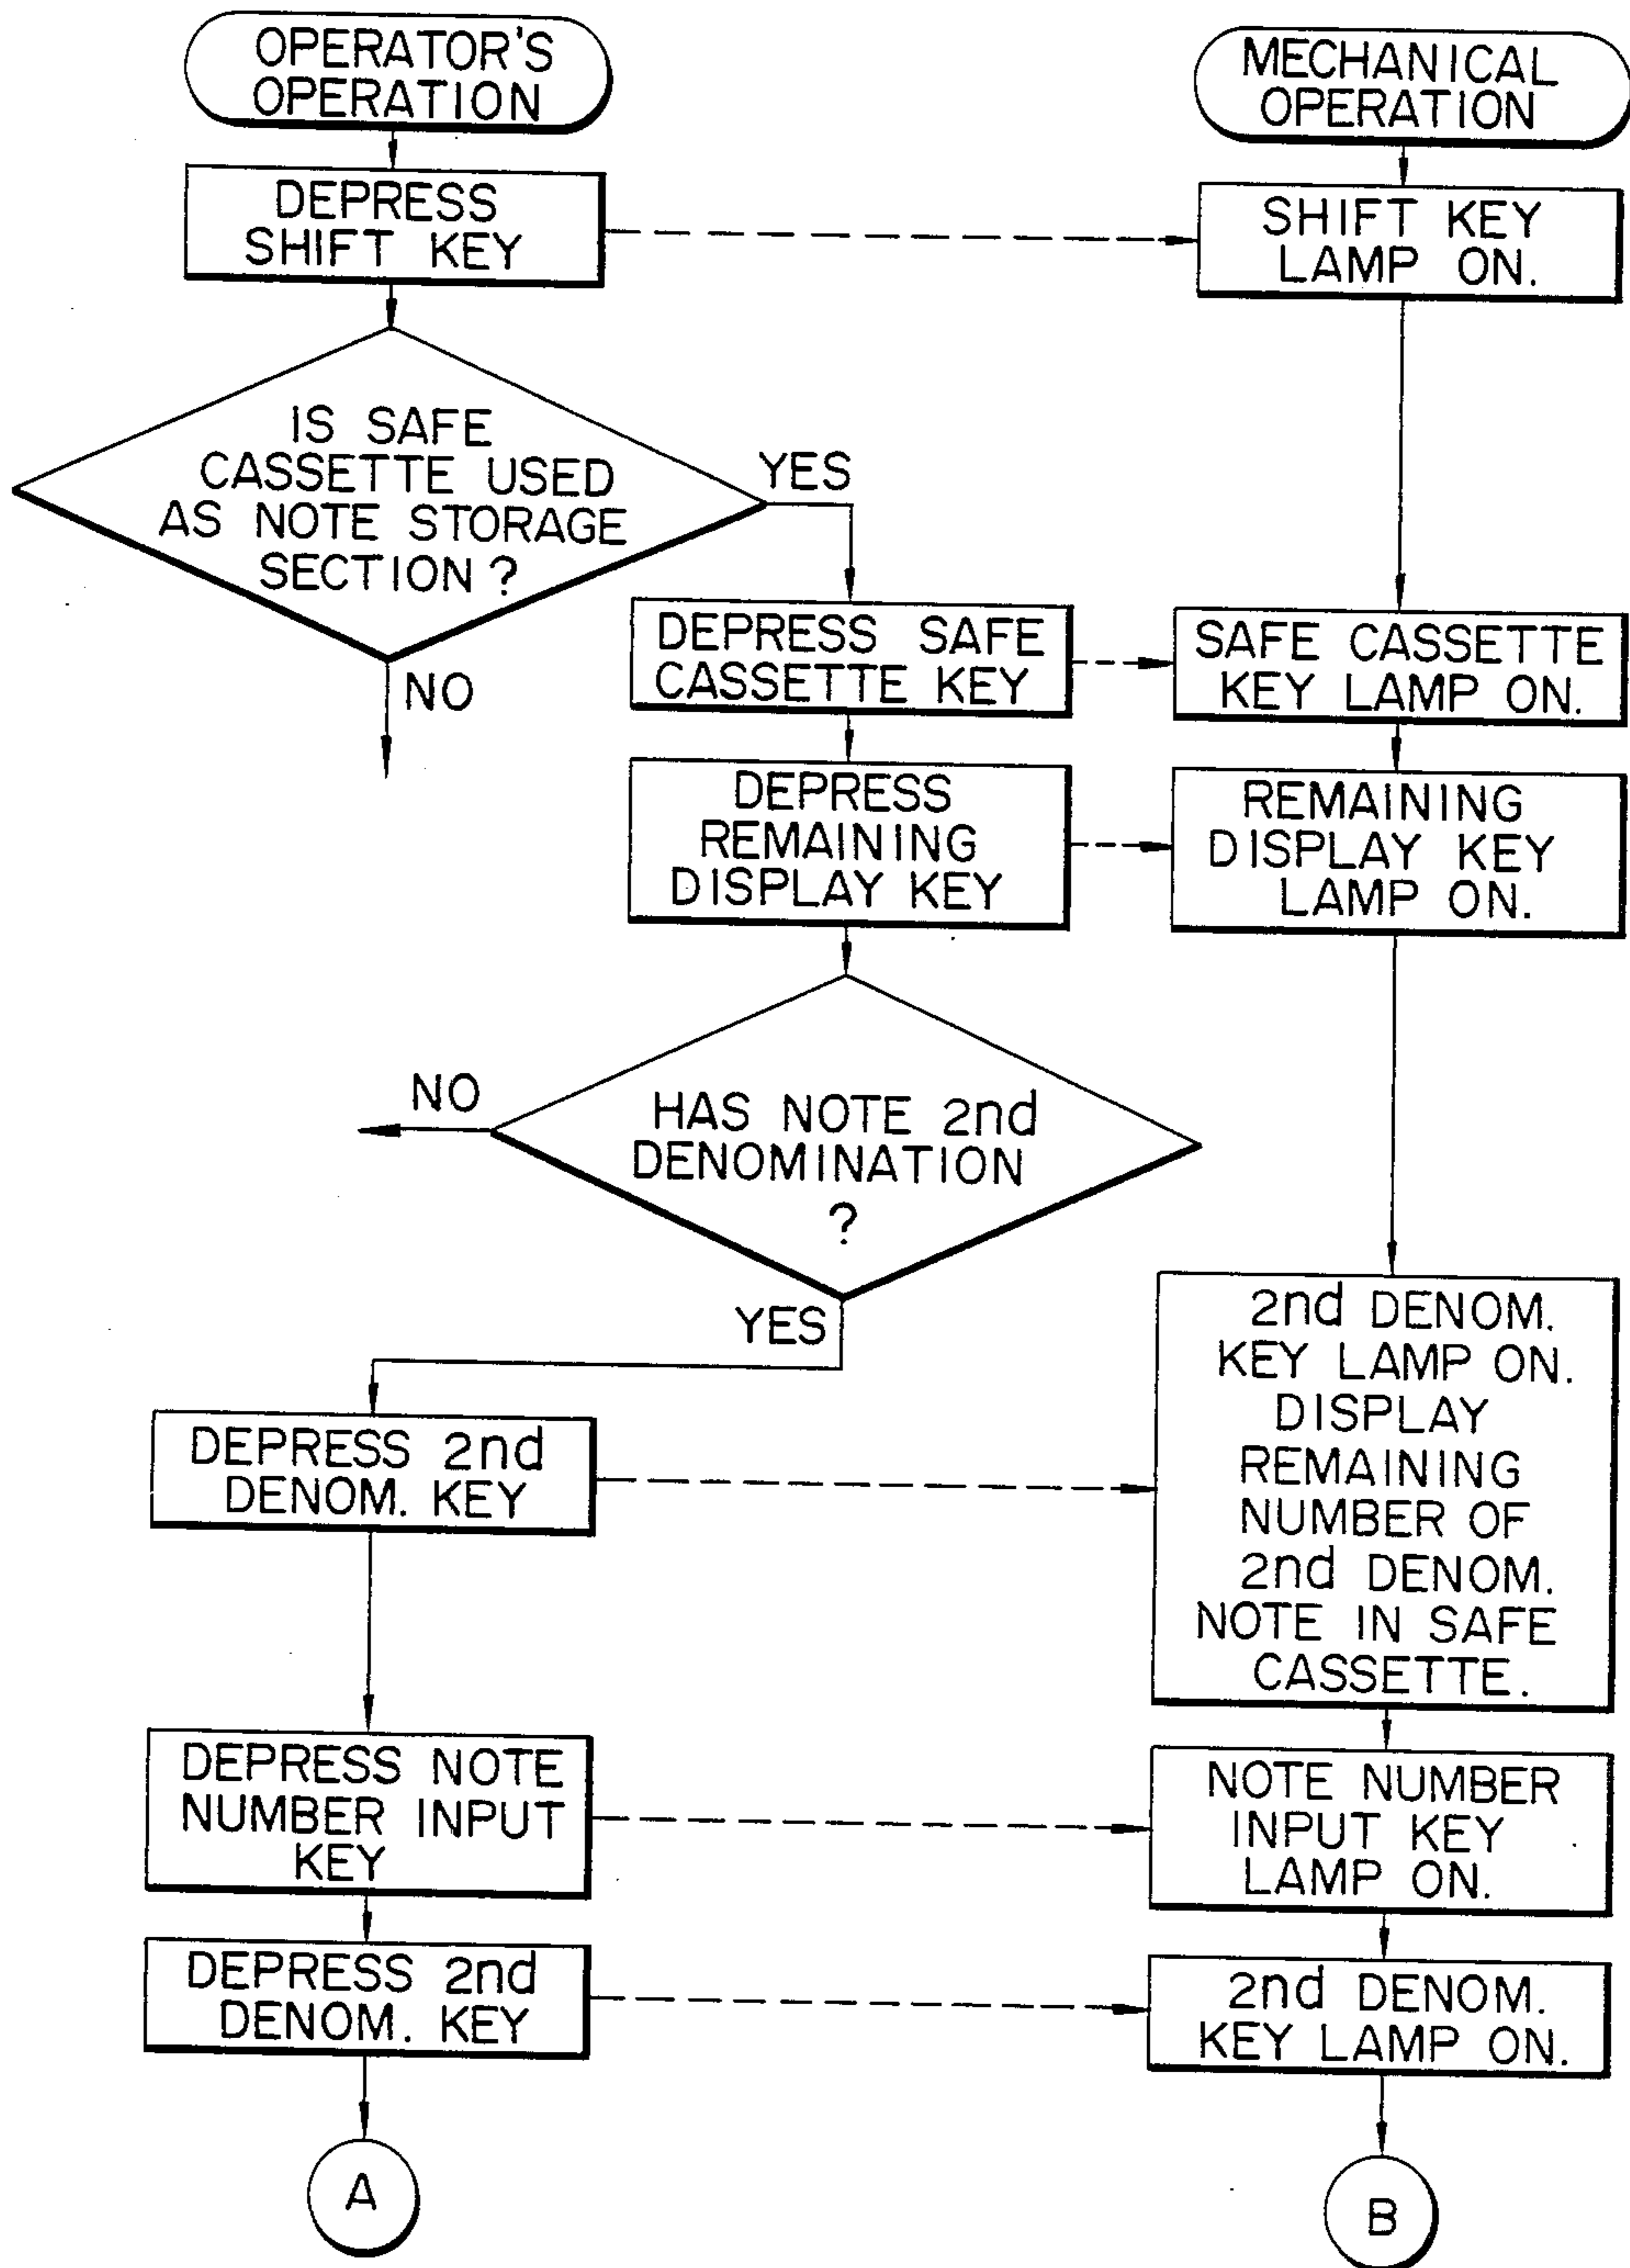 OPERATOR'S
OPERATION
MECHANICAL
OPERATION
DEPRESS
SHIFT KEY
SHIFT KEY
LAMP ON.
IS SAFE
CASSETTE USED
AS NOTE STORAGE
SECTION?
YES
NO
DEPRESS SAFE
CASSETTE KEY
SAFE CASSETTE
KEY LAMP ON.
DEPRESS
REMAINING
DISPLAY KEY
REMAINING
DISPLAY KEY
LAMP ON.
HAS NOTE 2nd
DENOMINATION
?
NO
YES
DEPRESS 2nd
DENOM. KEY
2nd DENOM.
KEY LAMP ON.
DISPLAY
REMAINING
NUMBER OF
2nd DENOM.
NOTE IN SAFE
CASSETTE.
DEPRESS NOTE
NUMBER INPUT
KEY
NOTE NUMBER
INPUT KEY
LAMP ON.
DEPRESS 2nd
DENOM. KEY
2nd DENOM.
KEY LAMP ON.
A
B